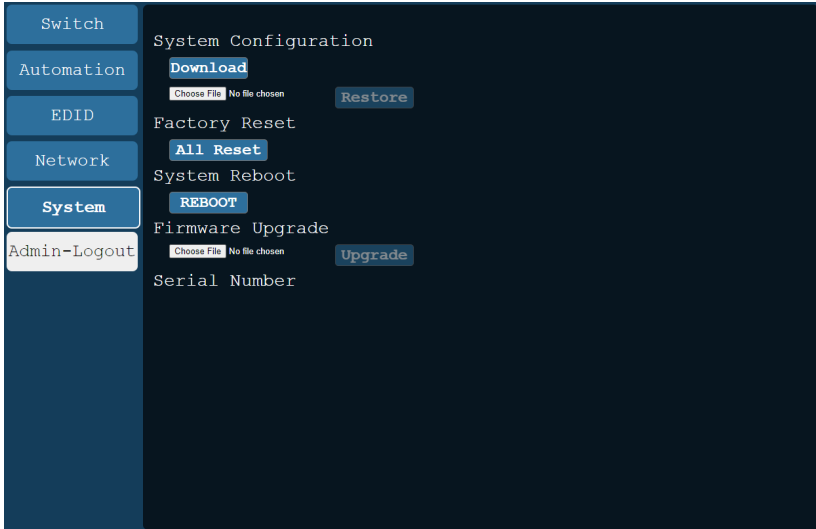 Switch
Automation
EDID
Network
System
Admin-Logout
System Configuration
Download
Choose File No file chosen Restore
Factory Reset
All Reset
System Reboot
REBOOT
Firmware Upgrade
Choose File No file chosen Upgrade
Serial Number